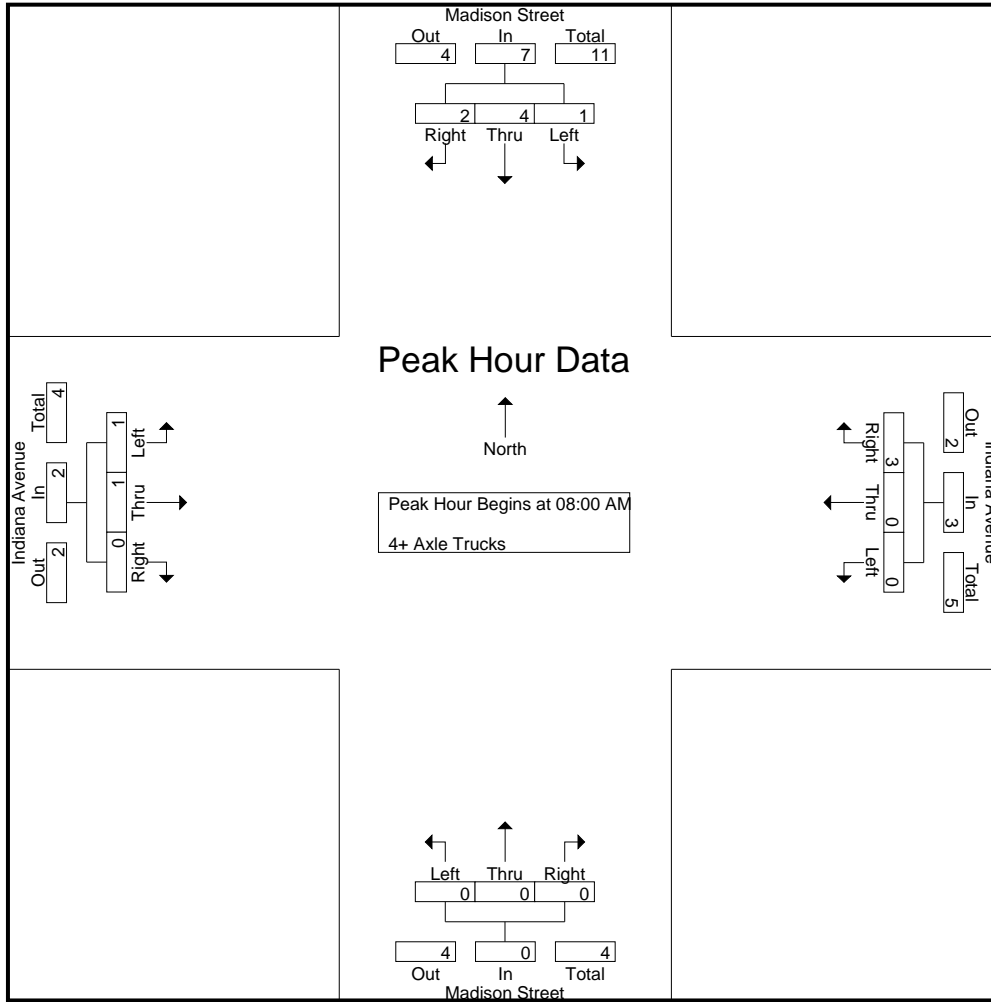 Madison Street
Out In Total
4 7 11
2 4 1
Right Thru Left
Peak Hour Data
North
Peak Hour Begins at 08:00 AM
4+ Axle Trucks
Indiana Avenue
Out In Total
2 2 4
0 1 1
Right Thru Left
Indiana Avenue
Out In Total
2 3 5
3 0 0
Right Thru Left
Left Thru Right
0 0 0
4 0 4
Out In Total
Madison Street